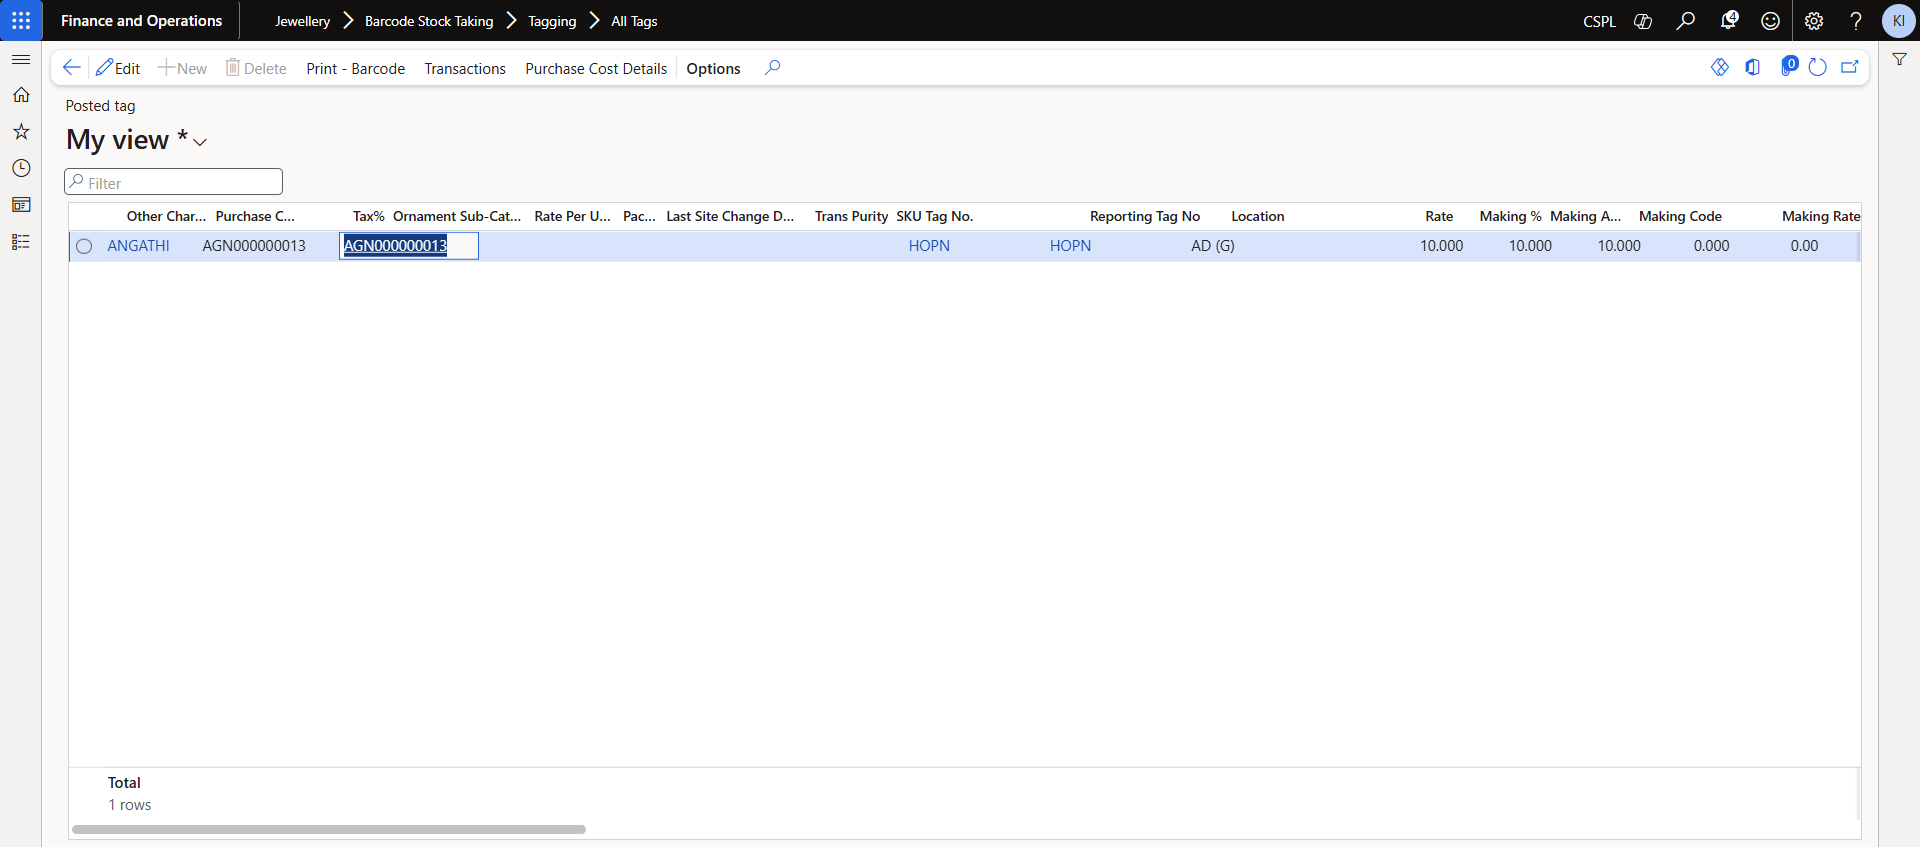 Finance and Operations Jewellery Barcode Stock Taking Tagging All Tags CSPL 4 KI
Edit New Delete Print - Barcode Transactions Purchase Cost Details Options 0
Posted tag
My view *
Filter
Other Char... Purchase C... Tax% Ornament Sub-Cat... Rate Per U... Pac... Last Site Change D... Trans Purity SKU Tag No. Reporting Tag No Location Rate Making % Making A... Making Code Making Rate
ANGATHI AGN000000013 AGN000000013 HOPN HOPN AD (G) 10.000 10.000 10.000 0.000 0.00
Total
1 rows